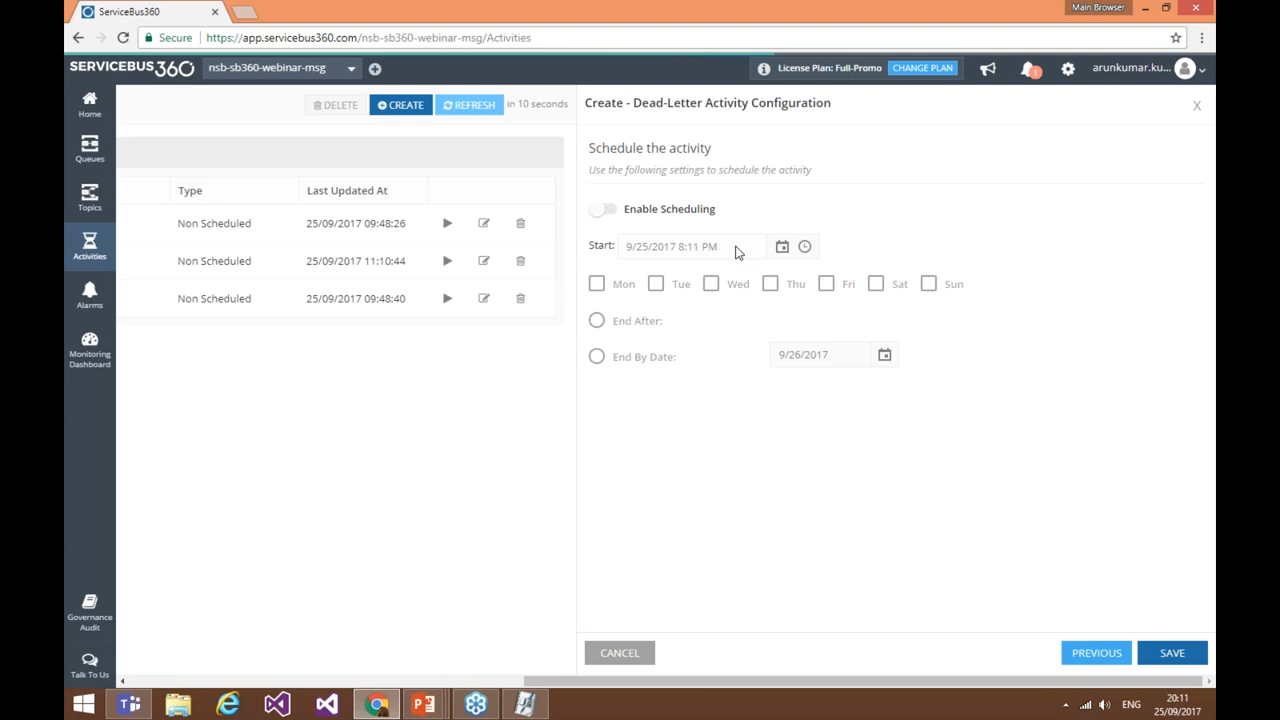 ServiceBus360
Main Browser
Secure
https://app.servicebus360.com/nsb-sb360-webinar-msg/Activities
SERVICEBUS360
nsb-sb360-webinar-msg
License Plan: Full-Promo
CHANGE PLAN
1
arunkumar.ku...
Home
Queues
Topics
Activities
Alarms
Monitoring
Dashboard
Governance
Audit
Talk To Us
DELETE
CREATE
REFRESH
in 10 seconds
Type
Last Updated At
Non Scheduled
25/09/2017 09:48:26
Non Scheduled
25/09/2017 11:10:44
Non Scheduled
25/09/2017 09:48:40
Create - Dead-Letter Activity Configuration
X
Schedule the activity
Use the following settings to schedule the activity
Enable Scheduling
Start:
9/25/2017 8:11 PM
Mon
Tue
Wed
Thu
Fri
Sat
Sun
End After:
End By Date:
9/26/2017
CANCEL
PREVIOUS
SAVE
ENG
20:11
25/09/2017